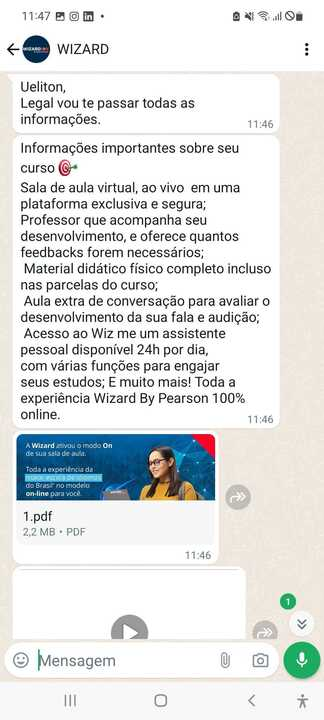 11:47
WIZARD
Ueliton,
Legal vou te passar todas as
informações.
11:46
Informações importantes sobre seu
curso
Sala de aula virtual, ao vivo em uma
plataforma exclusiva e segura;
Professor que acompanha seu
desenvolvimento, e oferece quantos
feedbacks forem necessários;
Material didático físico completo incluso
nas parcelas do curso;
Aula extra de conversação para avaliar o
desenvolvimento da sua fala e audição;
Acesso ao Wiz me um assistente
pessoal disponível 24h por dia,
com várias funções para engajar
seus estudos; E muito mais! Toda a
experiência Wizard By Pearson 100%
online.
11:46
A Wizard ativou o modo On
de sua sala de aula.
Toda a experiência da
maior escola de idiomas
do Brasil* no modelo
on-line para você.
1.pdf
2,2 MB • PDF
11:46
1
Mensagem